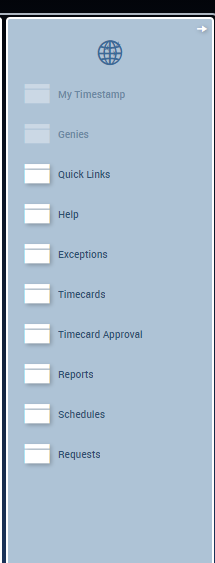 My Timestamp
Genies
Quick Links
Help
Exceptions
Timecards
Timecard Approval
Reports
Schedules
Requests